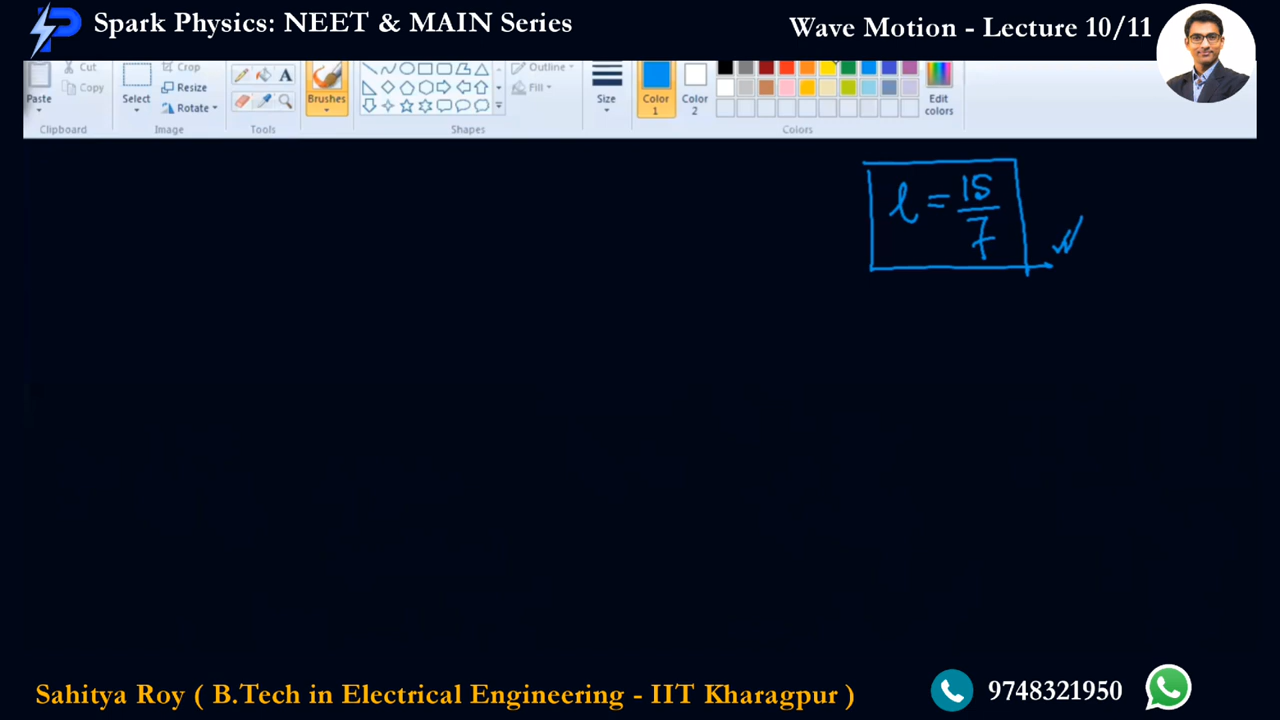 Spark Physics: NEET & MAIN Series
Wave Motion - Lecture 10/11
Paste
Cut
Copy
Clipboard
Select
Crop
Resize
Rotate
Image
A
Tools
Brushes
Shapes
Outline
Fill
Size
Color 1
Color 2
Colors
Edit colors
l = 15/7
Sahitya Roy ( B.Tech in Electrical Engineering - IIT Kharagpur )
9748321950